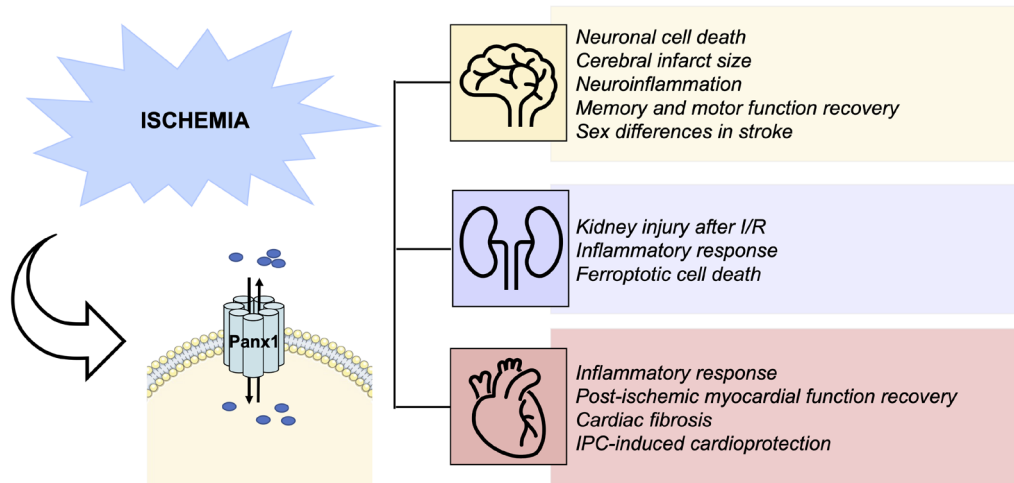 ISCHEMIA
Panx1
Neuronal cell death
Cerebral infarct size
Neuroinflammation
Memory and motor function recovery
Sex differences in stroke
Kidney injury after I/R
Inflammatory response
Ferroptotic cell death
Inflammatory response
Post-ischemic myocardial function recovery
Cardiac fibrosis
IPC-induced cardioprotection